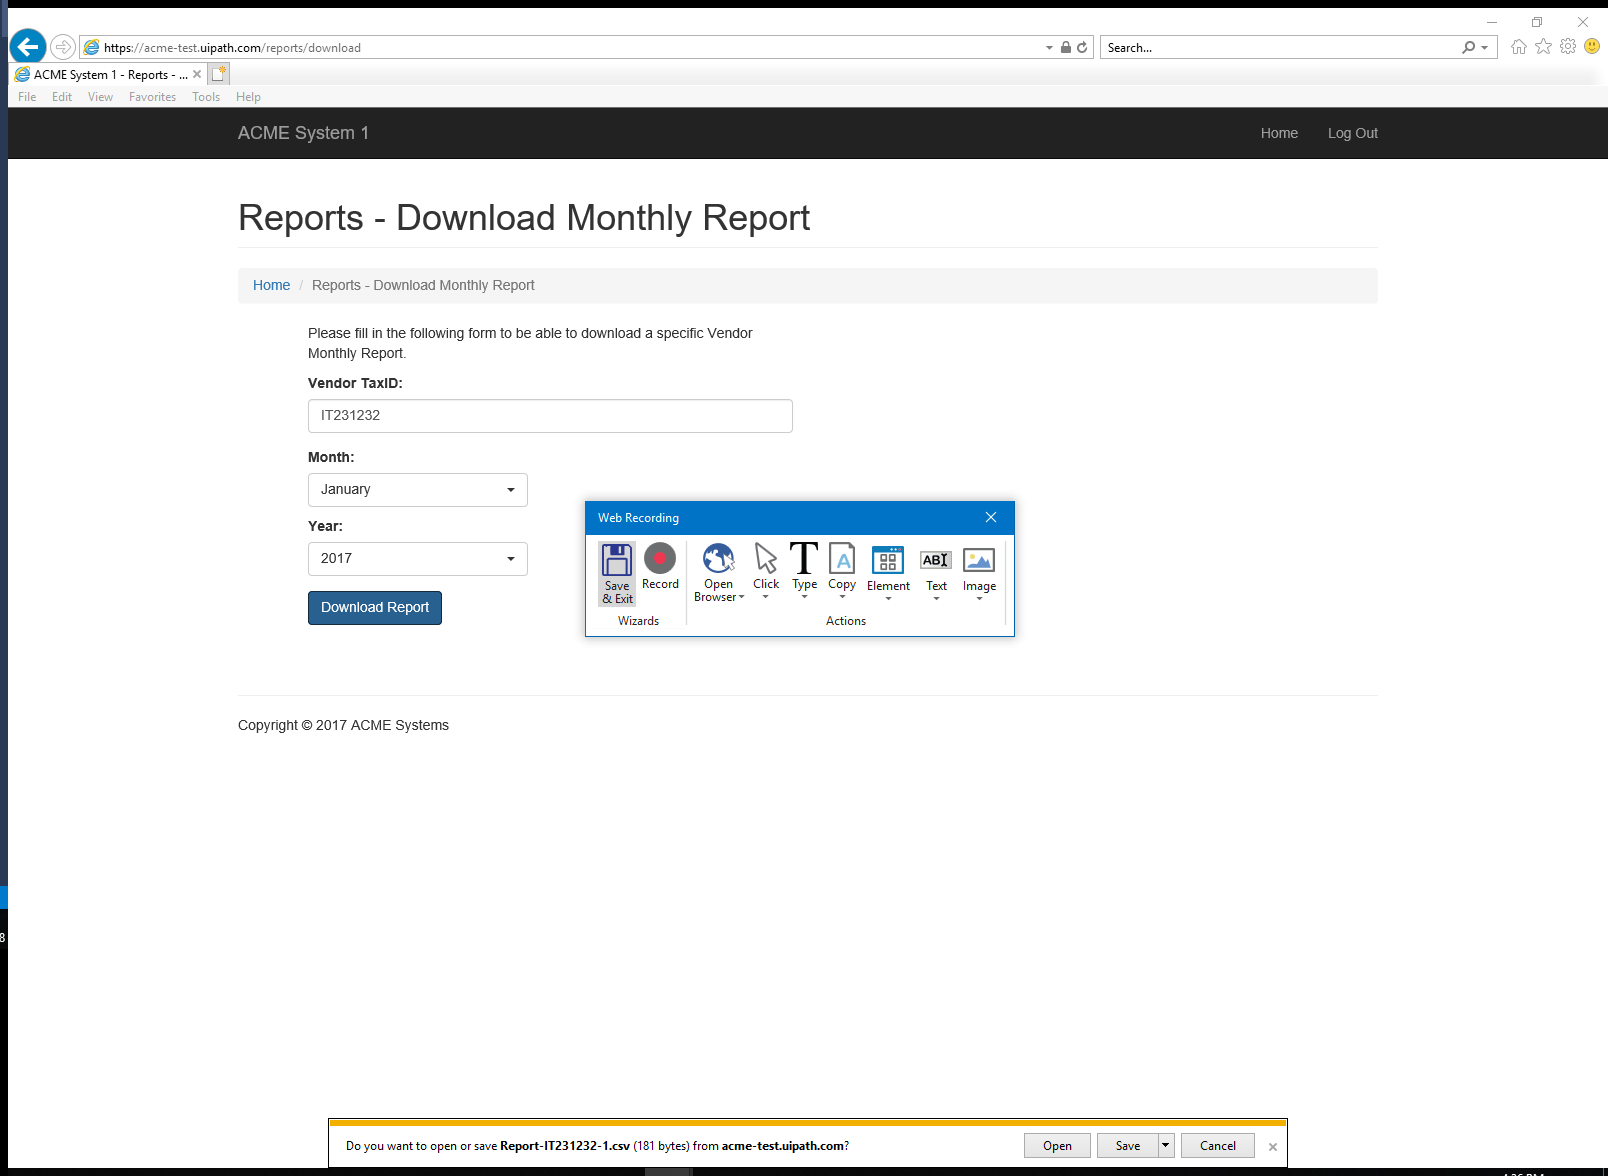 https://acme-test.uipath.com/reports/download
Search...
ACME System 1 - Reports - ...
File Edit View Favorites Tools Help
ACME System 1
Home Log Out
Reports - Download Monthly Report
Home / Reports - Download Monthly Report
Please fill in the following form to be able to download a specific Vendor
Monthly Report.
Vendor TaxID:
IT231232
Month:
January
Year:
2017
Download Report
Web Recording
Save & Exit
Record
Open Browser
Click
Type
Copy
Element
Text
Image
Wizards
Actions
Copyright © 2017 ACME Systems
8
Do you want to open or save Report-IT231232-1.csv (181 bytes) from acme-test.uipath.com?
Open
Save
Cancel